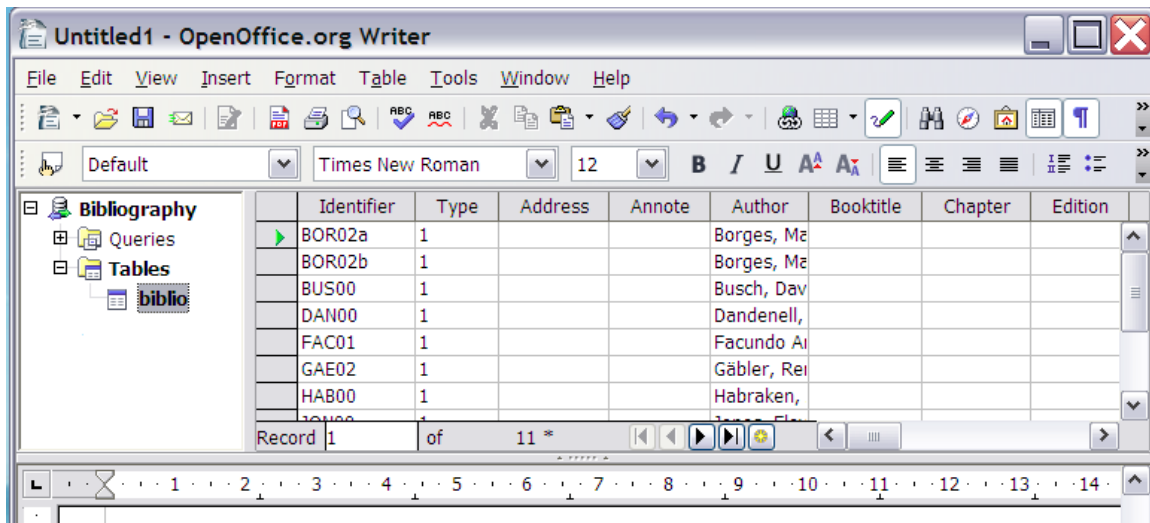 Untitled1 - OpenOffice.org Writer
File Edit View Insert Format Table Tools Window Help
ABC ABC
Default Times New Roman 12 B I U A A
Bibliography Identifier Type Address Annote Author Booktitle Chapter Edition
Queries BOR02a 1 Borges, Ma
Tables BOR02b 1 Borges, Ma
biblio BUS00 1 Busch, Dav
DAN00 1 Dandenell,
FAC01 1 Facundo A
GAE02 1 Gäbler, Re
HAB00 1 Habraken,
Record 1 of 11 *
1 2 3 4 5 6 7 8 9 10 11 12 13 14